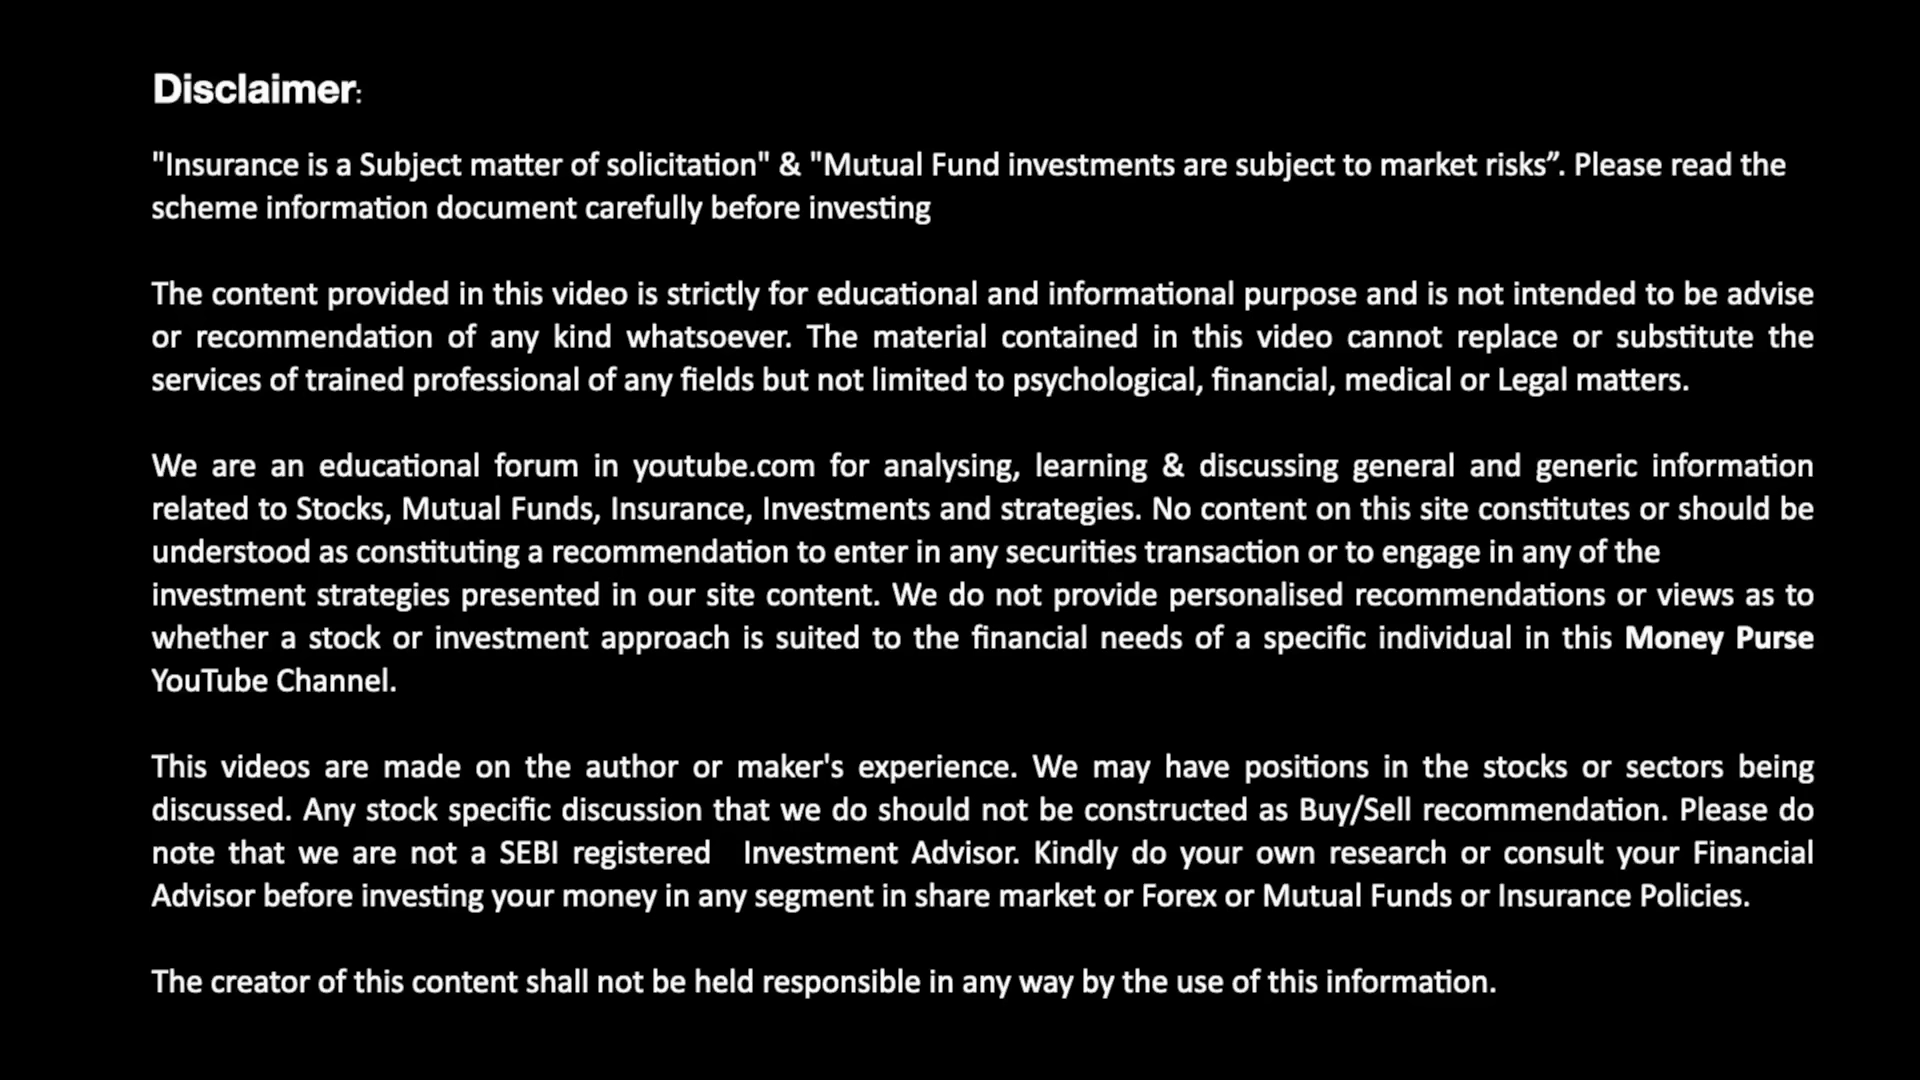 Disclaimer:
"Insurance is a Subject matter of solicitation" & "Mutual Fund investments are subject to market risks”. Please read the
scheme information document carefully before investing
The content provided in this video is strictly for educational and informational purpose and is not intended to be advise
or recommendation of any kind whatsoever. The material contained in this video cannot replace or substitute the
services of trained professional of any fields but not limited to psychological, financial, medical or Legal matters.
We are an educational forum in youtube.com for analysing, learning & discussing general and generic information
related to Stocks, Mutual Funds, Insurance, Investments and strategies. No content on this site constitutes or should be
understood as constituting a recommendation to enter in any securities transaction or to engage in any of the
investment strategies presented in our site content. We do not provide personalised recommendations or views as to
whether a stock or investment approach is suited to the financial needs of a specific individual in this Money Purse
YouTube Channel.
This videos are made on the author or maker's experience. We may have positions in the stocks or sectors being
discussed. Any stock specific discussion that we do should not be constructed as Buy/Sell recommendation. Please do
note that we are not a SEBI registered Investment Advisor. Kindly do your own research or consult your Financial
Advisor before investing your money in any segment in share market or Forex or Mutual Funds or Insurance Policies.
The creator of this content shall not be held responsible in any way by the use of this information.